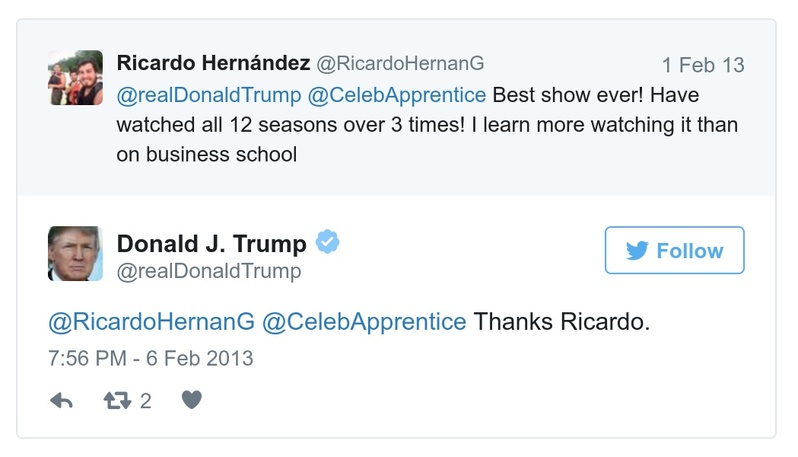 Ricardo Hernández @RicardoHernanG 1 Feb 13
@realDonaldTrump @CelebApprentice Best show ever! Have
watched all 12 seasons over 3 times! I learn more watching it than
on business school
Donald J. Trump
@realDonaldTrump
Follow
@RicardoHernanG @CelebApprentice Thanks Ricardo.
7:56 PM - 6 Feb 2013
2